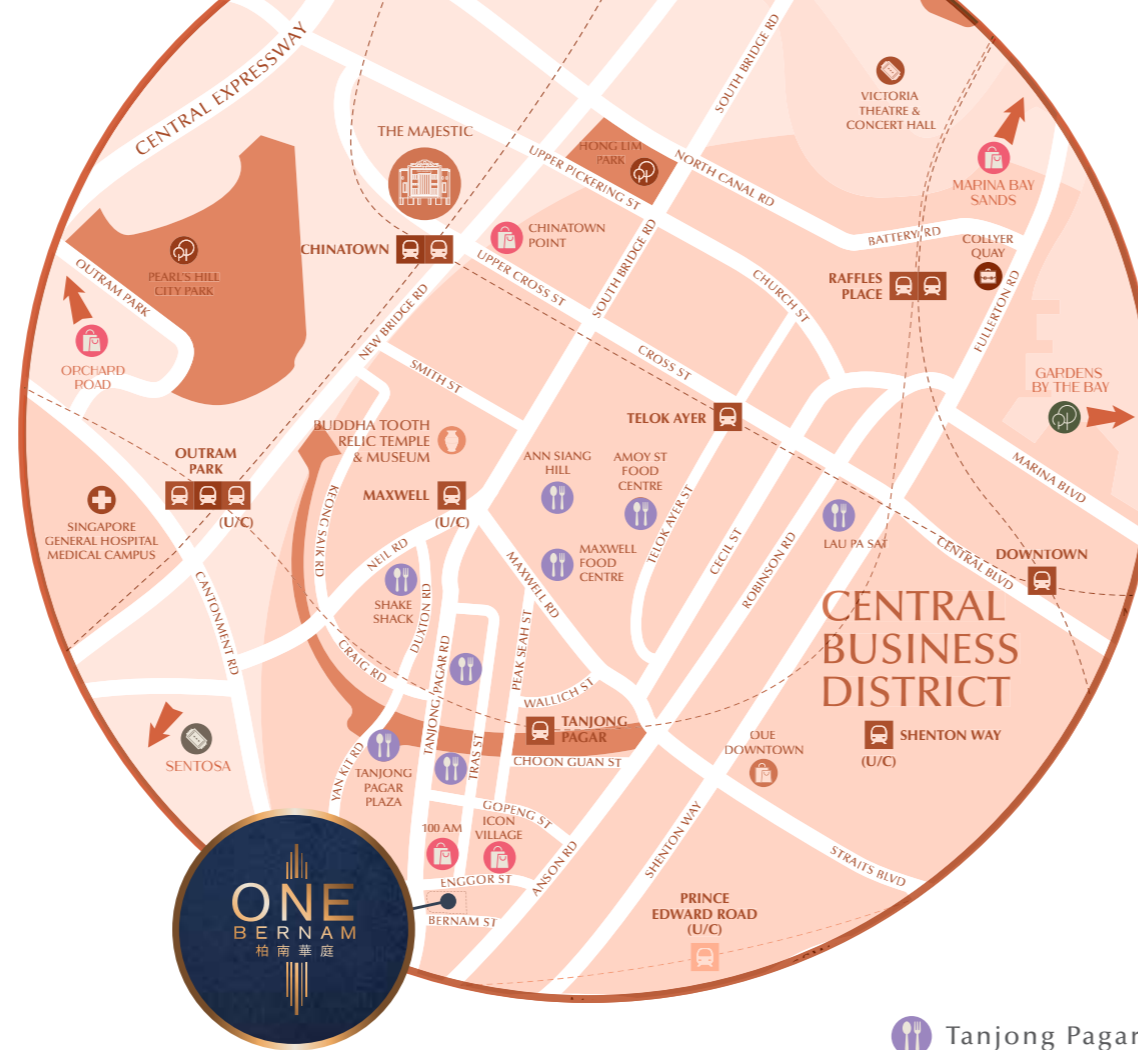 CENTRAL EXPRESSWAY
SOUTH BRIDGE RD
VICTORIA
THEATRE &
CONCERT HALL
THE MAJESTIC
HONG LIM
PARK
UPPER PICKERING ST
NORTH CANAL RD
MARINA BAY
SANDS
CHINATOWN
CHINATOWN
POINT
BATTERY RD
COLLYER
QUAY
PEARL'S HILL
CITY PARK
OUTRAM PARK
UPPER CROSS ST
SOUTH BRIDGE RD
CHURCH ST
RAFFLES
PLACE
FULLERTON RD
NEW BRIDGE RD
ORCHARD
ROAD
SMITH ST
CROSS ST
GARDENS
BY THE BAY
BUDDHA TOOTH
RELIC TEMPLE
& MUSEUM
TELOK AYER
OUTRAM
PARK
(U/C)
ANN SIANG
HILL
AMOY ST
FOOD
CENTRE
MARINA BLVD
MAXWELL
(U/C)
KEONG SAIK RD
SINGAPORE
GENERAL HOSPITAL
MEDICAL CAMPUS
NEIL RD
MAXWELL
FOOD
CENTRE
TELOK AYER ST
CECIL ST
ROBINSON RD
LAU PA SAT
CENTRAL BLVD
DOWNTOWN
MAXWELL RD
SHAKE
SHACK
DUXTON RD
CANTONMENT RD
CENTRAL
BUSINESS
DISTRICT
CRAIG RD
TANJONG PAGAR RD
PEAK SEAH ST
WALLICH ST
TANJONG
PAGAR
SENTOSA
YAN KIT RD
TANJONG
PAGAR
PLAZA
TRAS ST
CHOON GUAN ST
OUE
DOWNTOWN
SHENTON WAY
(U/C)
GOPENG ST
100 AM
ICON
VILLAGE
ANSON RD
SHENTON WAY
STRAITS BLVD
ENGGOR ST
BERNAM ST
PRINCE
EDWARD ROAD
(U/C)
ONE
BERNAM
柏南華庭
Tanjong Pagar